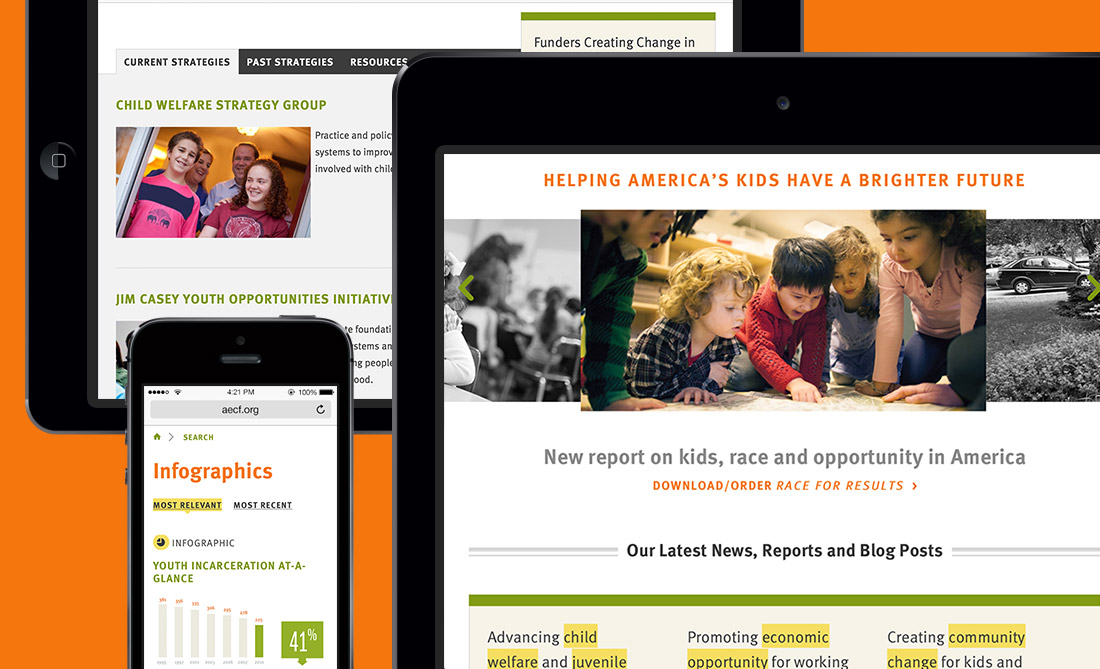 Funders Creating Change in
CURRENT STRATEGIES PAST STRATEGIES RESOURCES
CHILD WELFARE STRATEGY GROUP
Practice and polic
systems to improv
involved with chil
JIM CASEY YOUTH OPPORTUNITIES INITIATIV
te foundati
stems an
ng people
ood.
4:21 PM 100%
aecf.org
SEARCH
Infographics
MOST RELEVANT MOST RECENT
INFOGRAPHIC
YOUTH INCARCERATION AT-A-
GLANCE
41%
HELPING AMERICA'S KIDS HAVE A BRIGHTER FUTURE
New report on kids, race and opportunity in America
DOWNLOAD/ORDER RACE FOR RESULTS ›
Our Latest News, Reports and Blog Posts
Advancing child
welfare and juvenile
Promoting economic
opportunity for working
Creating community
change for kids and